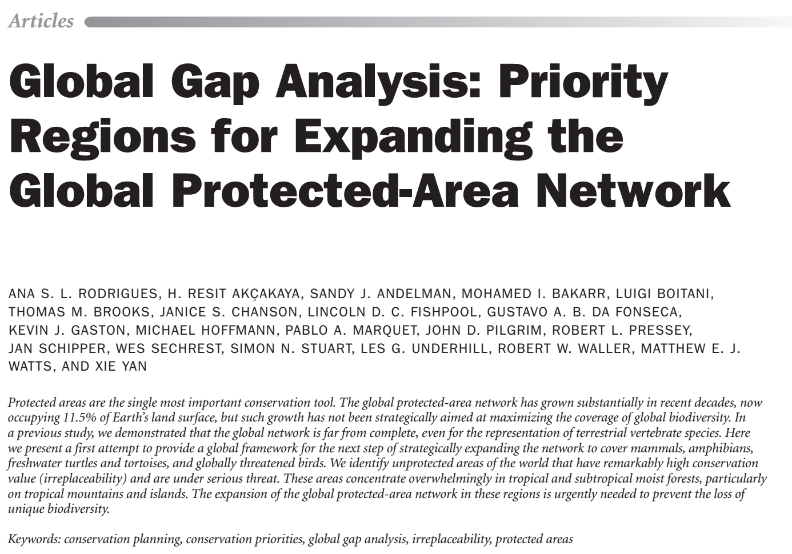 Articles
Global Gap Analysis: Priority
Regions for Expanding the
Global Protected-Area Network
ANA S. L. RODRIGUES, H. RESIT AKÇAKAYA, SANDY J. ANDELMAN, MOHAMED I. BAKARR, LUIGI BOITANI,
THOMAS M. BROOKS, JANICE S. CHANSON, LINCOLN D. C. FISHPOOL, GUSTAVO A. B. DA FONSECA,
KEVIN J. GASTON, MICHAEL HOFFMANN, PABLO A. MARQUET, JOHN D. PILGRIM, ROBERT L. PRESSEY,
JAN SCHIPPER, WES SECHREST, SIMON N. STUART, LES G. UNDERHILL, ROBERT W. WALLER, MATTHEW E. J.
WATTS, AND XIE YAN
Protected areas are the single most important conservation tool. The global protected-area network has grown substantially in recent decades, now
occupying 11.5% of Earth's land surface, but such growth has not been strategically aimed at maximizing the coverage of global biodiversity. In
a previous study, we demonstrated that the global network is far from complete, even for the representation of terrestrial vertebrate species. Here
we present a first attempt to provide a global framework for the next step of strategically expanding the network to cover mammals, amphibians,
freshwater turtles and tortoises, and globally threatened birds. We identify unprotected areas of the world that have remarkably high conservation
value (irreplaceability) and are under serious threat. These areas concentrate overwhelmingly in tropical and subtropical moist forests, particularly
on tropical mountains and islands. The expansion of the global protected-area network in these regions is urgently needed to prevent the loss of
unique biodiversity.
Keywords: conservation planning, conservation priorities, global gap analysis, irreplaceability, protected areas